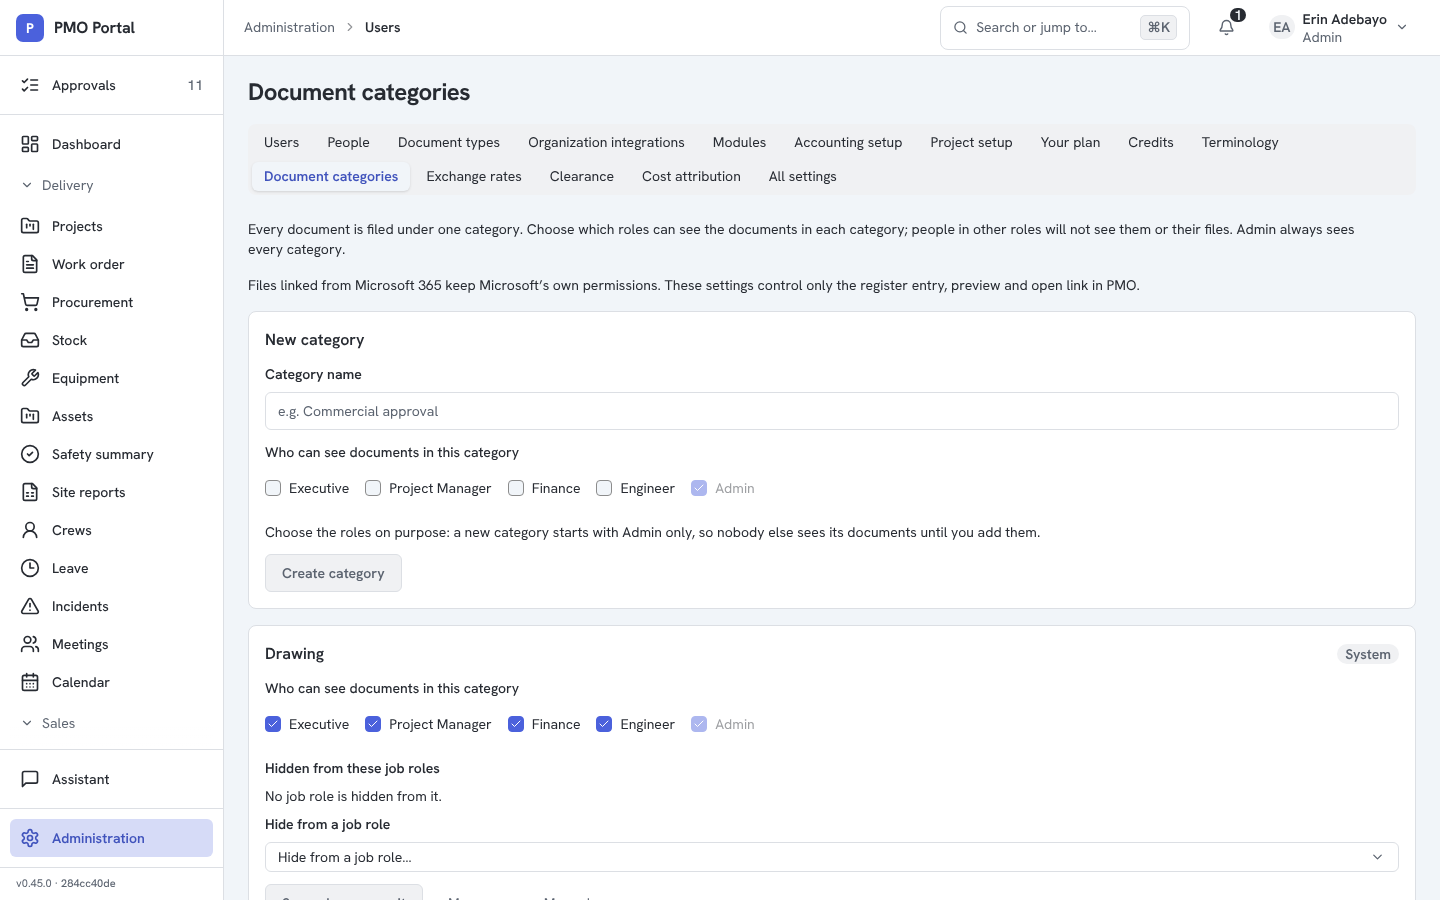 P PMO Portal
Administration > Users
Search or jump to... ⌘K
1
EA Erin Adebayo
Admin
Approvals 11
Dashboard
Delivery
Projects
Work order
Procurement
Stock
Equipment
Assets
Safety summary
Site reports
Crews
Leave
Incidents
Meetings
Calendar
Sales
Assistant
Administration
v0.45.0 · 284cc40de
Document categories
Users People Document types Organization integrations Modules Accounting setup Project setup Your plan Credits Terminology
Document categories Exchange rates Clearance Cost attribution All settings
Every document is filed under one category. Choose which roles can see the documents in each category; people in other roles will not see them or their files. Admin always sees
every category.
Files linked from Microsoft 365 keep Microsoft’s own permissions. These settings control only the register entry, preview and open link in PMO.
New category
Category name
e.g. Commercial approval
Who can see documents in this category
Executive Project Manager Finance Engineer Admin
Choose the roles on purpose: a new category starts with Admin only, so nobody else sees its documents until you add them.
Create category
Drawing System
Who can see documents in this category
Executive Project Manager Finance Engineer Admin
Hidden from these job roles
No job role is hidden from it.
Hide from a job role
Hide from a job role...